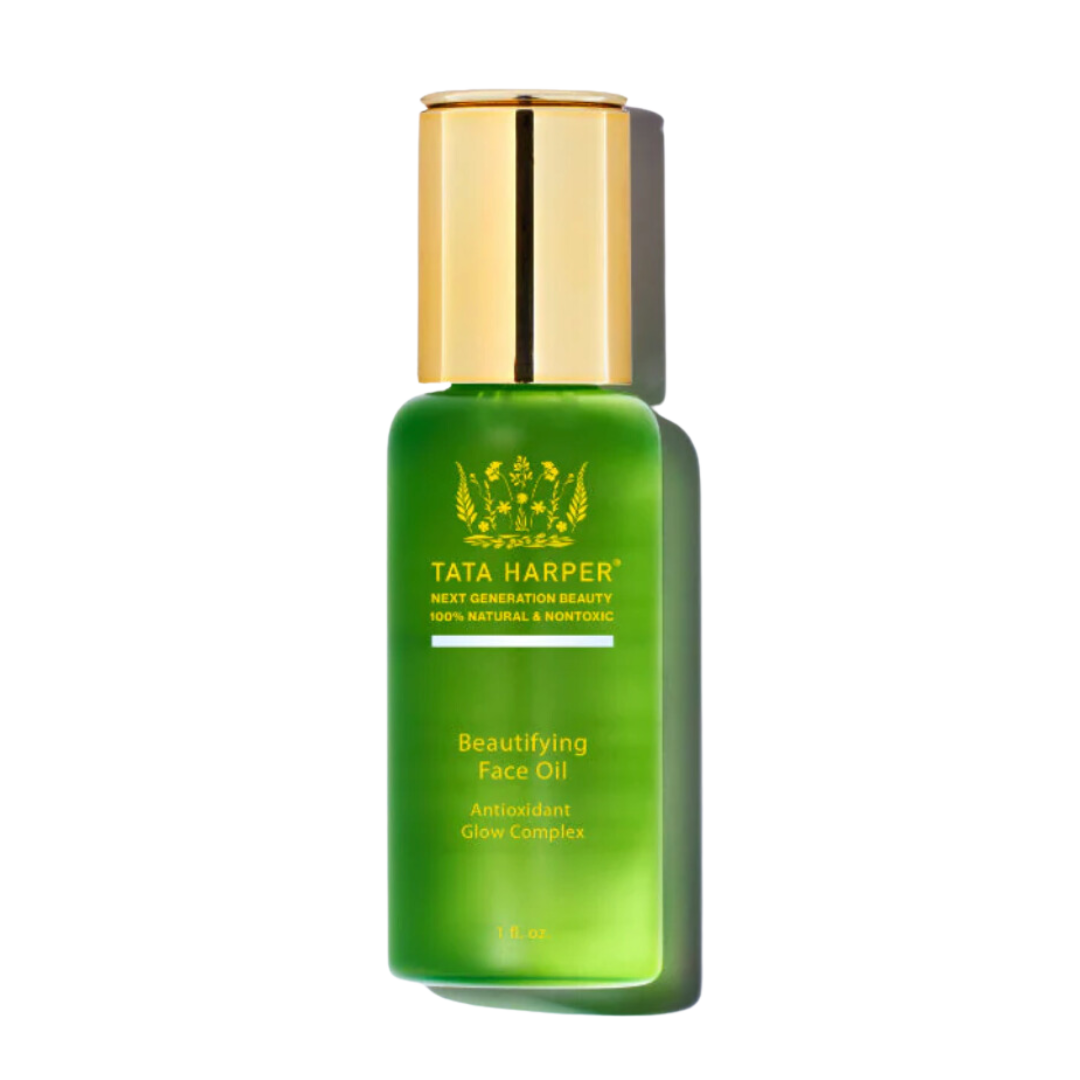 TATA HARPER®
NEXT GENERATION BEAUTY
100% NATURAL & NONTOXIC
Beautifying
Face Oil
Antioxidant
Glow Complex
1 fl. oz.